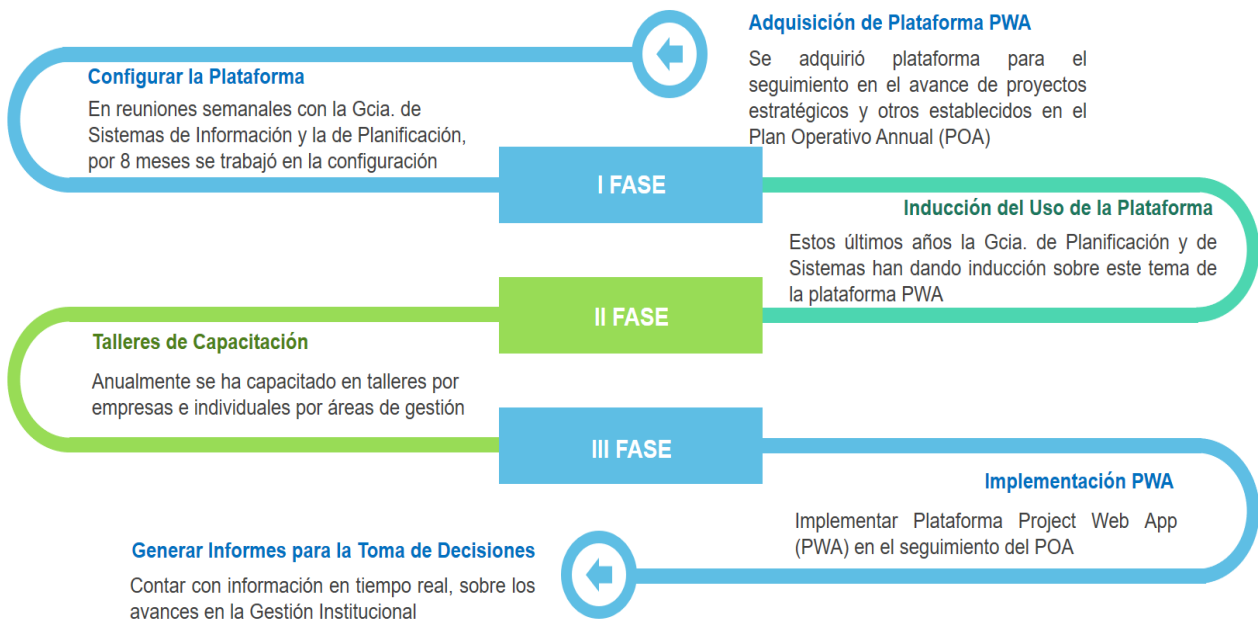 Adquisición de Plataforma PWA
Se adquirió plataforma para el
seguimiento en el avance de proyectos
estratégicos y otros establecidos en el
Plan Operativo Annual (POA)
Configurar la Plataforma
En reuniones semanales con la Gcia. de
Sistemas de Información y la de Planificación,
por 8 meses se trabajó en la configuración
I FASE
Inducción del Uso de la Plataforma
Estos últimos años la Gcia. de Planificación y de
Sistemas han dando inducción sobre este tema de
la plataforma PWA
II FASE
Talleres de Capacitación
Anualmente se ha capacitado en talleres por
empresas e individuales por áreas de gestión
III FASE
Implementación PWA
Implementar Plataforma Project Web App
(PWA) en el seguimiento del POA
Generar Informes para la Toma de Decisiones
Contar con información en tiempo real, sobre los
avances en la Gestión Institucional